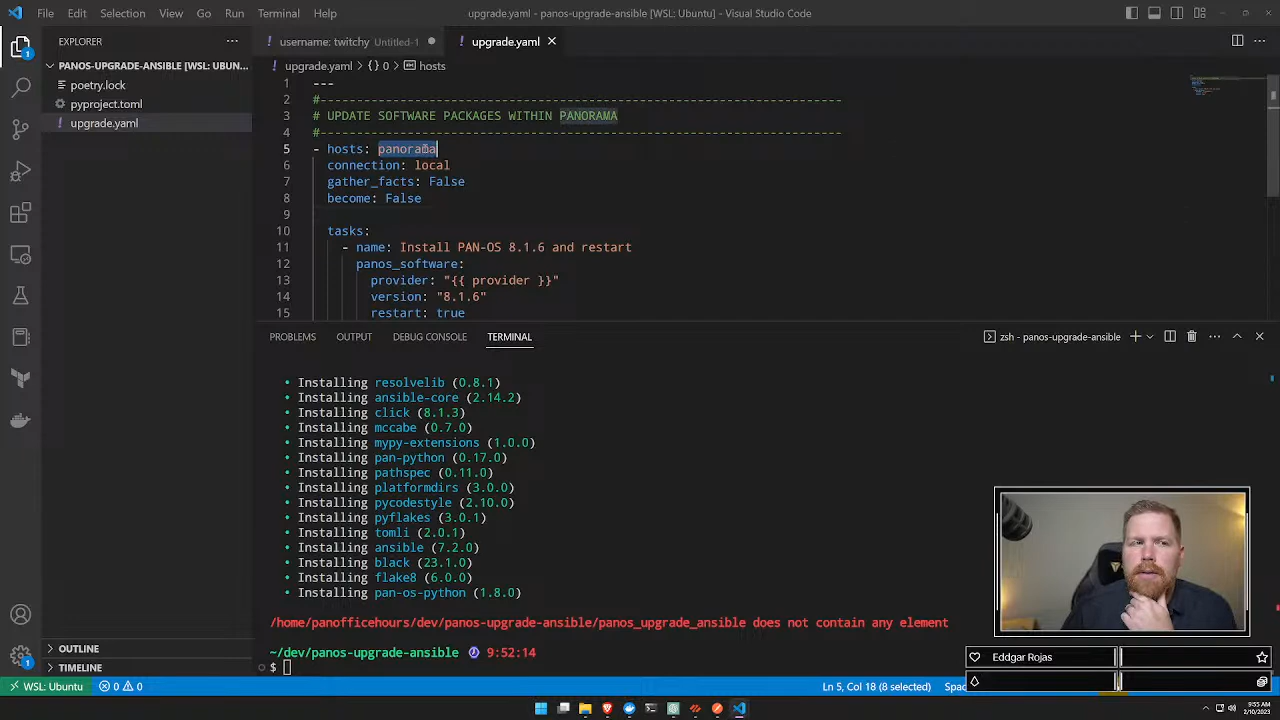 File Edit Selection View Go Run Terminal Help
upgrade.yaml - panos-upgrade-ansible [WSL: Ubuntu] - Visual Studio Code
EXPLORER
PANOS-UPGRADE-ANSIBLE [WSL: UBUN...
poetry.lock
pyproject.toml
! upgrade.yaml
OUTLINE
TIMELINE
username: twitchy Untitled-1
! upgrade.yaml
! upgrade.yaml > {} 0 > hosts
1 ---
2 #------------------------------------------------------------------------
3 # UPDATE SOFTWARE PACKAGES WITHIN PANORAMA
4 #------------------------------------------------------------------------
5 - hosts: panorama
6 connection: local
7 gather_facts: False
8 become: False
9
10 tasks:
11 - name: Install PAN-OS 8.1.6 and restart
12 panos_software:
13 provider: "{{ provider }}"
14 version: "8.1.6"
15 restart: true
PROBLEMS OUTPUT DEBUG CONSOLE TERMINAL
zsh - panos-upgrade-ansible
• Installing resolvelib (0.8.1)
• Installing ansible-core (2.14.2)
• Installing click (8.1.3)
• Installing mccabe (0.7.0)
• Installing mypy-extensions (1.0.0)
• Installing pan-python (0.17.0)
• Installing pathspec (0.11.0)
• Installing platformdirs (3.0.0)
• Installing pycodestyle (2.10.0)
• Installing pyflakes (3.0.1)
• Installing tomli (2.0.1)
• Installing ansible (7.2.0)
• Installing black (23.1.0)
• Installing flake8 (6.0.0)
• Installing pan-os-python (1.8.0)
/home/panofficehours/dev/panos-upgrade-ansible/panos_upgrade_ansible does not contain any element
~/dev/panos-upgrade-ansible 9:52:14
$
Eddgar Rojas
1
1
WSL: Ubuntu 0 0
Ln 5, Col 18 (8 selected) Spac
9:55 AM
2/10/2023